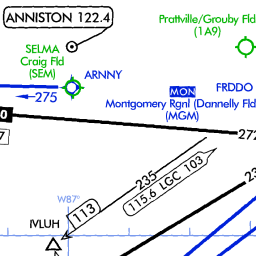 ANNISTON 122.4
Prattville/Grouby Fld
(1A9)
SELMA
Craig Fld
(SEM)
ARNNY
275
MON
FRDDO
Montgomery Rgnl (Dannelly Fld
(MGM)
0
7
272
235
115.6 LGC 103
23
W87°
113
IVLUH